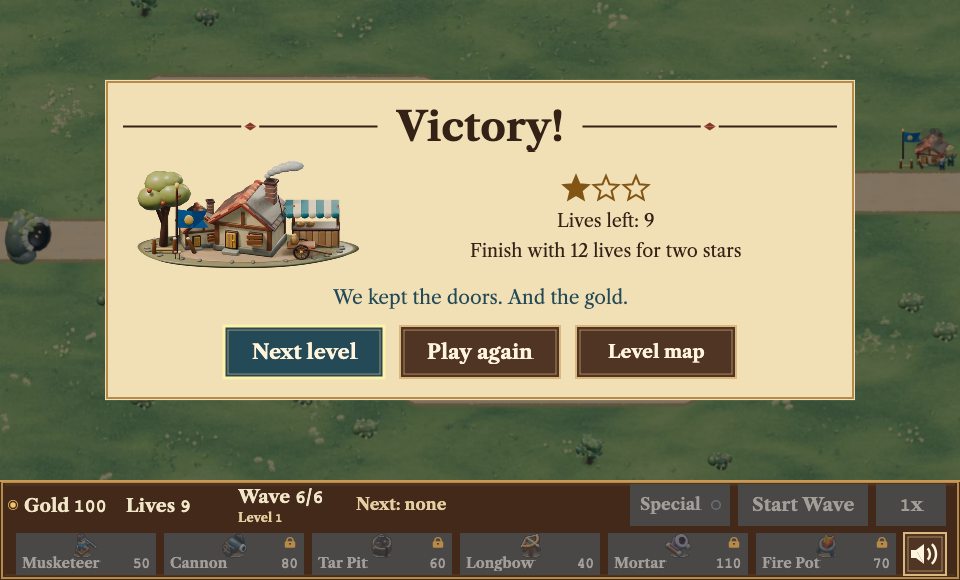 Victory!
Lives left: 9
Finish with 12 lives for two stars
We kept the doors. And the gold.
Next level
Play again
Level map
Gold 100
Lives 9
Wave 6/6
Level 1
Next: none
Special
Start Wave
1x
Musketeer 50
Cannon 80
Tar Pit 60
Longbow 40
Mortar 110
Fire Pot 70